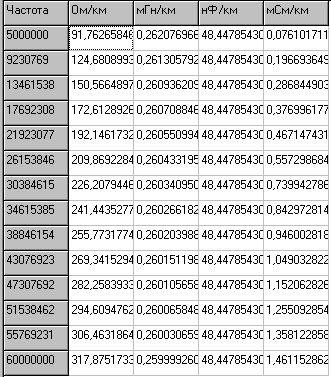 Частота Ом/км мГн/км нФ/км мСм/км
5000000 91,76265846 0,262076966 48,44785430 0,076101711
9230769 124,6808993 0,261305792 48,44785430 0,196693649
13461538 150,5664897 0,260936209 48,44785430 0,286844903
17692308 172,6128926 0,260708846 48,44785430 0,376996177
21923077 192,1461732 0,260550994 48,44785430 0,467147431
26153846 209,8692284 0,260433195 48,44785430 0,557298684
30384615 226,2079446 0,260340950 48,44785430 0,739942786
34615385 241,4435277 0,260266182 48,44785430 0,842972814
38846154 255,7731774 0,260203988 48,44785430 0,946002818
43076923 269,3415294 0,260151198 48,44785430 1,049032822
47307692 282,2583933 0,260105658 48,44785430 1,152062826
51538462 294,6094762 0,260065848 48,44785430 1,255092854
55769231 306,4631864 0,260030659 48,44785430 1,358122858
60000000 317,8751733 0,259999260 48,44785430 1,461152862